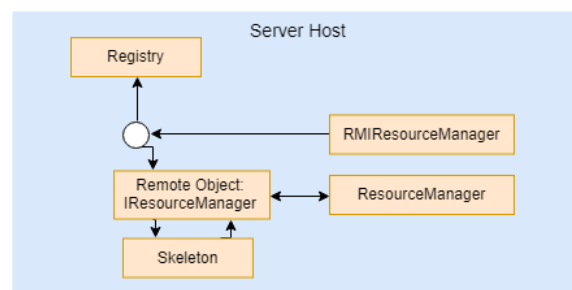 Server Host
Registry
RMIResourceManager
Remote Object:
IResourceManager
ResourceManager
Skeleton